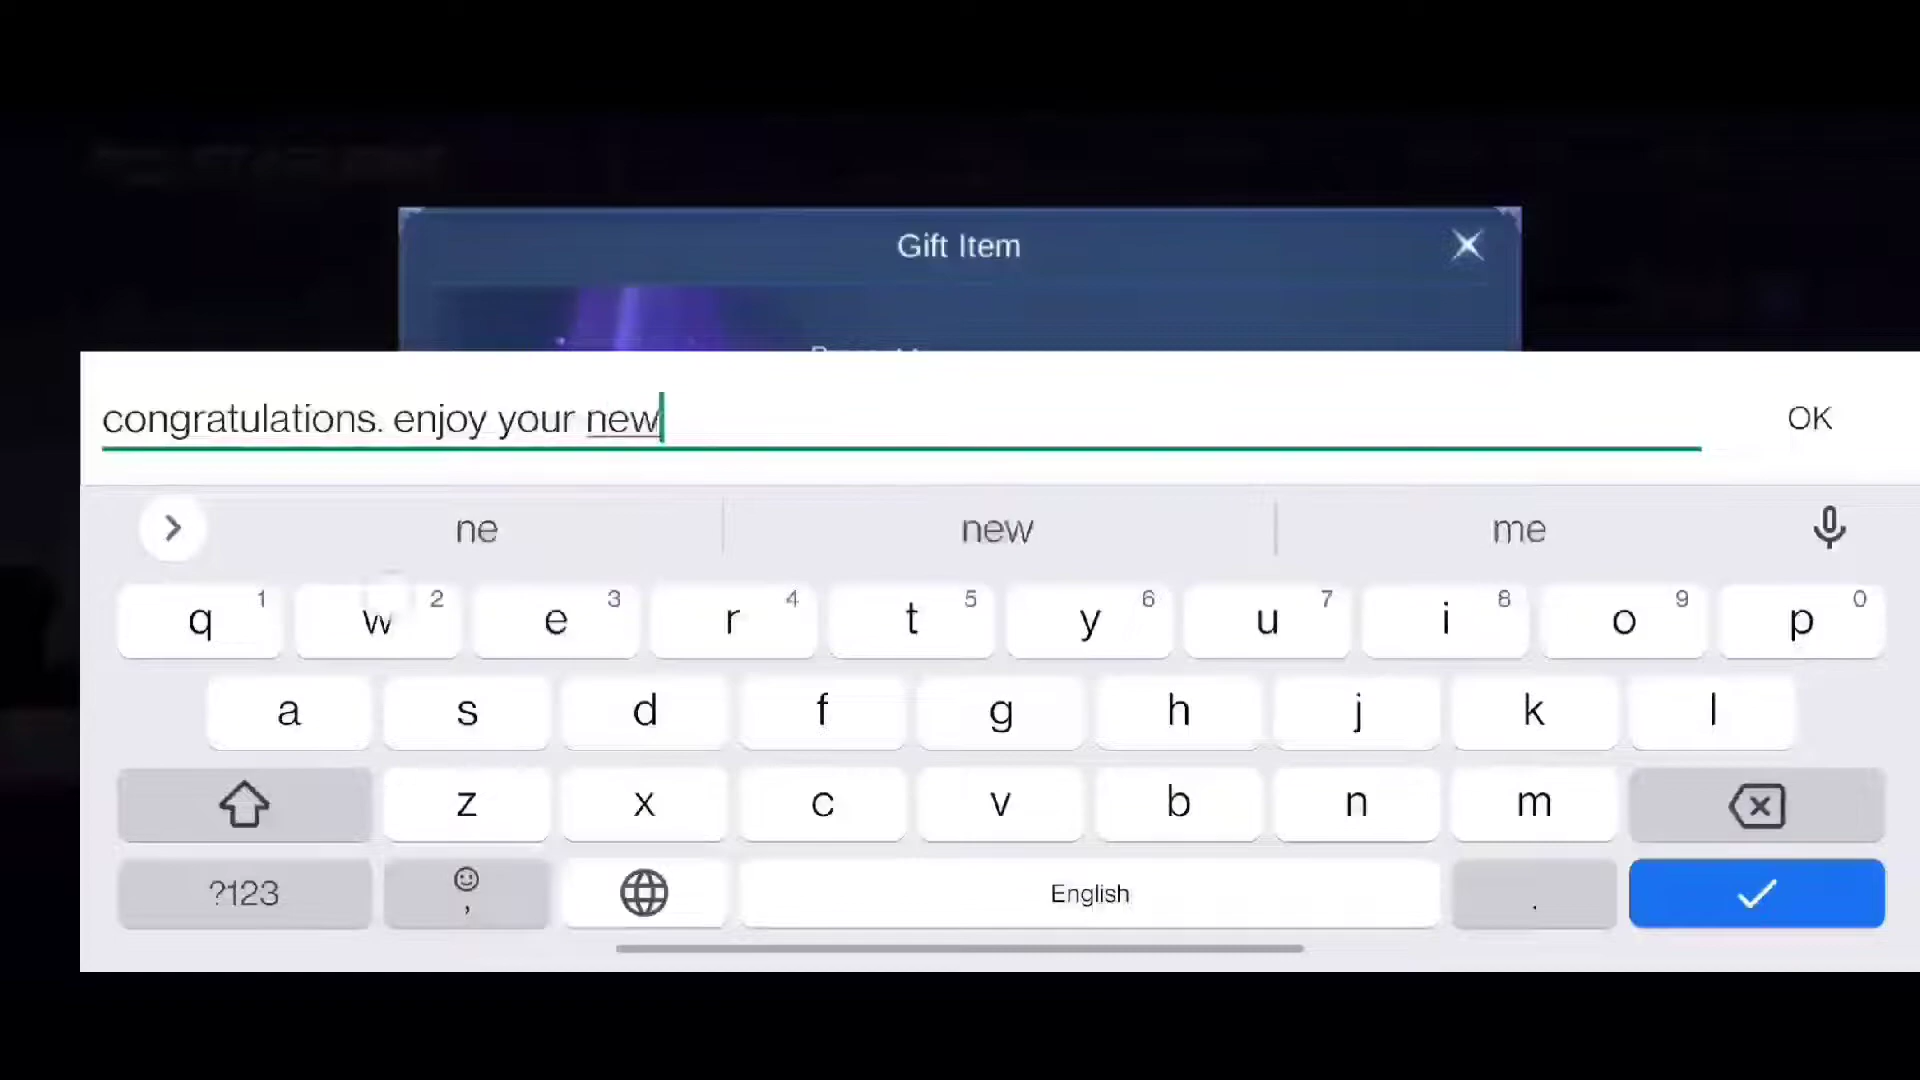 Gift Item
congratulations. enjoy your new
OK
ne new me
q 1 w 2 e 3 r 4 t 5 y 6 u 7 i 8 o 9 p 0
a s d f g h j k l
z x c v b n m
?123 , English .